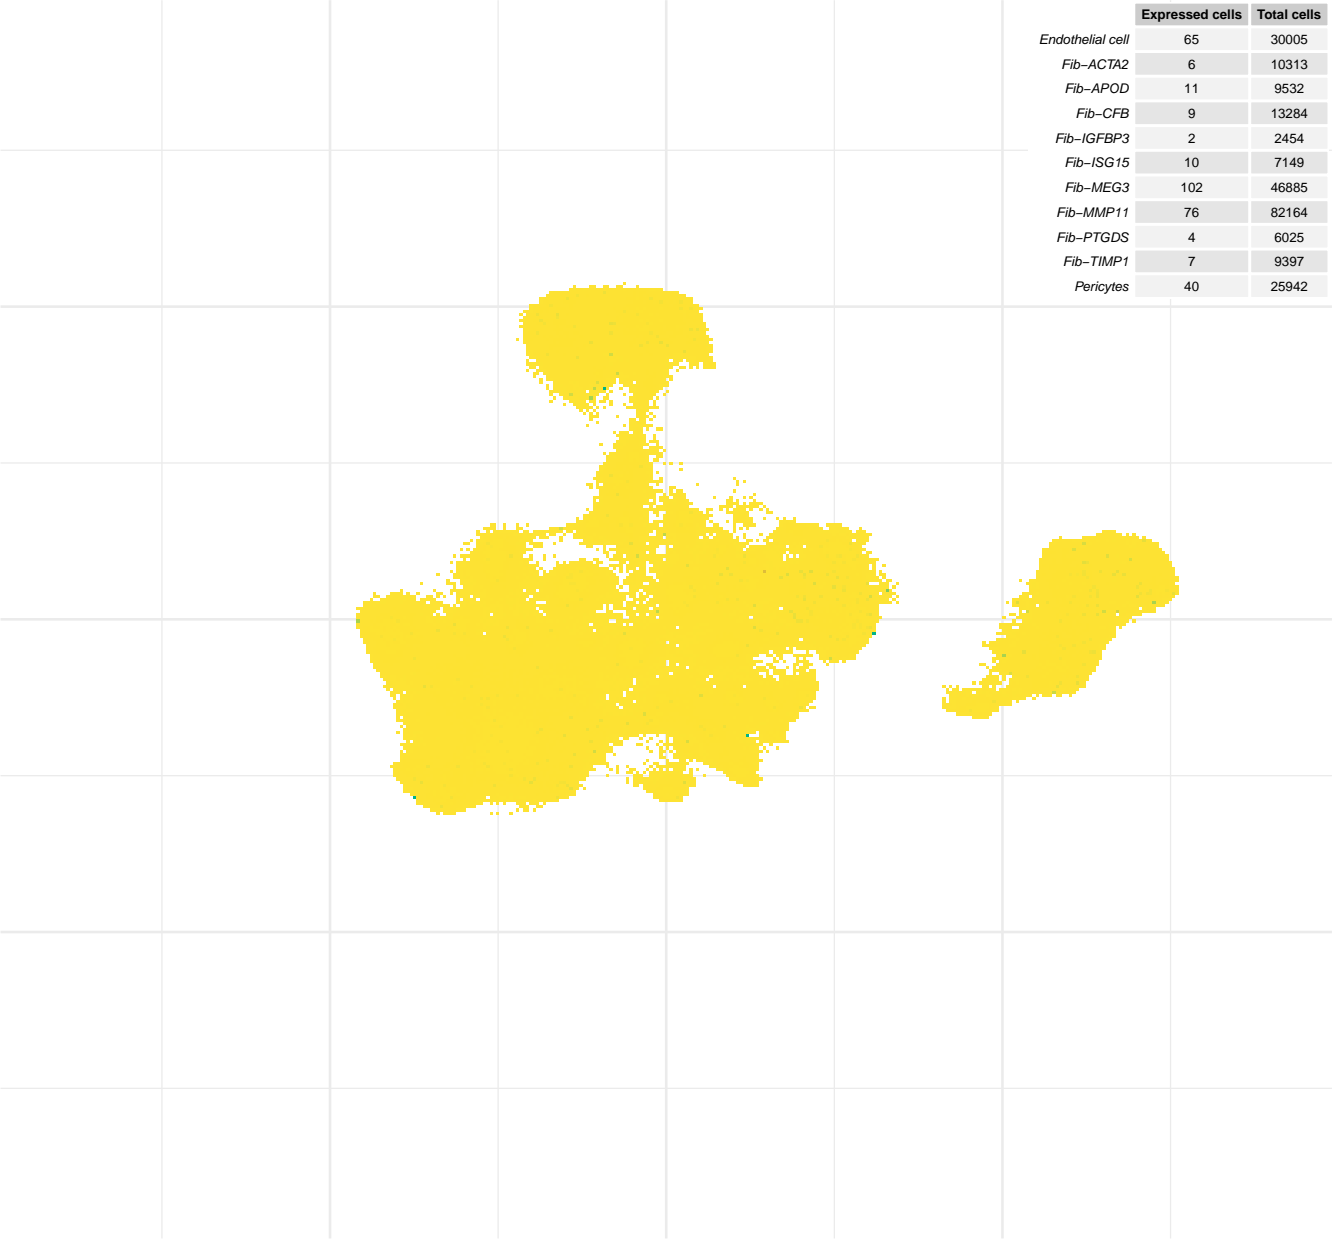 Expressed cells Total cells
Endothelial cell 65 30005
Fib−ACTA2 6 10313
Fib−APOD 11 9532
Fib−CFB 9 13284
Fib−IGFBP3 2 2454
Fib−ISG15 10 7149
Fib−MEG3 102 46885
Fib−MMP11 76 82164
Fib−PTGDS 4 6025
Fib−TIMP1 7 9397
Pericytes 40 25942